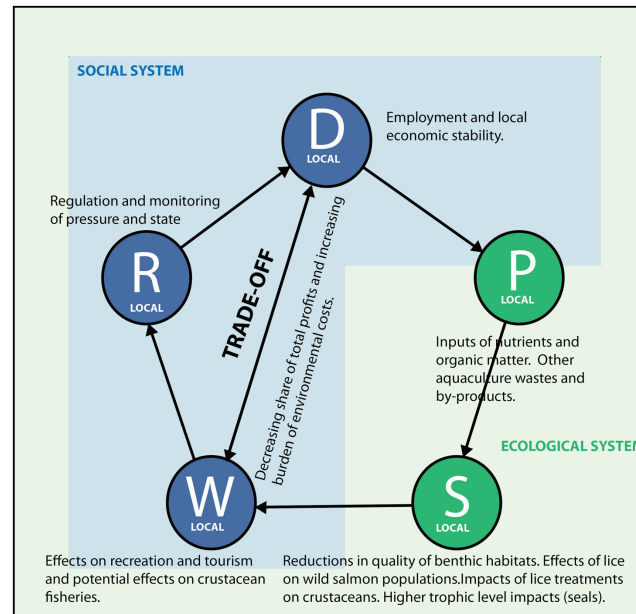 SOCIAL SYSTEM
D
LOCAL
Employment and local
economic stability.
Regulation and monitoring
of pressure and state
R
LOCAL
TRADE-OFF
Decreasing share of total profits and increasing
burden of environmental costs.
P
LOCAL
Inputs of nutrients and
organic matter. Other
aquaculture wastes and
by-products.
ECOLOGICAL SYSTEM
W
LOCAL
S
LOCAL
Effects on recreation and tourism
and potential effects on crustacean
fisheries.
Reductions in quality of benthic habitats. Effects of lice
on wild salmon populations.Impacts of lice treatments
on crustaceans. Higher trophic level impacts (seals).